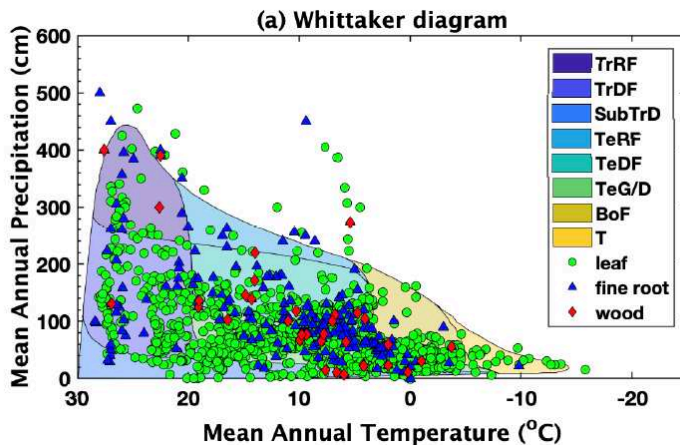 (a) Whittaker diagram
Mean Annual Precipitation (cm)
600
500
400
300
200
100
0
30
20
10
0
-10
-20
Mean Annual Temperature (°C)
TrRF
TrDF
SubTrD
TeRF
TeDF
TeG/D
BoF
T
leaf
fine root
wood